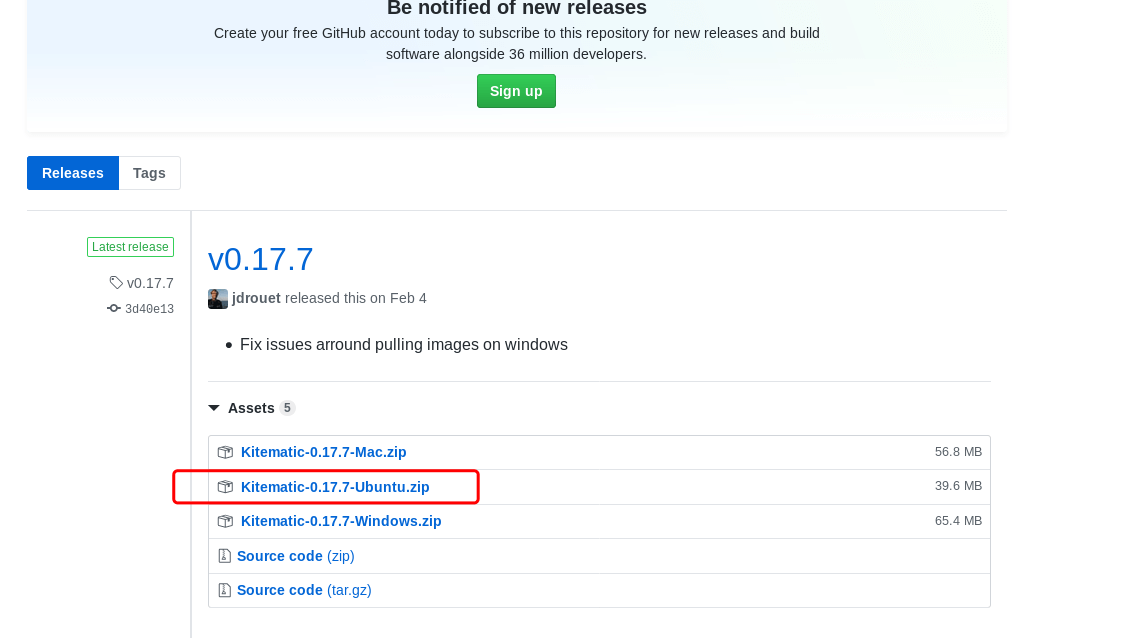 Be notified of new releases
Create your free GitHub account today to subscribe to this repository for new releases and build
software alongside 36 million developers.
Sign up
Releases
Tags
Latest release
v0.17.7
3d40e13
v0.17.7
jdrouet released this on Feb 4
• Fix issues arround pulling images on windows
Assets 5
Kitematic-0.17.7-Mac.zip 56.8 MB
Kitematic-0.17.7-Ubuntu.zip 39.6 MB
Kitematic-0.17.7-Windows.zip 65.4 MB
Source code (zip)
Source code (tar.gz)